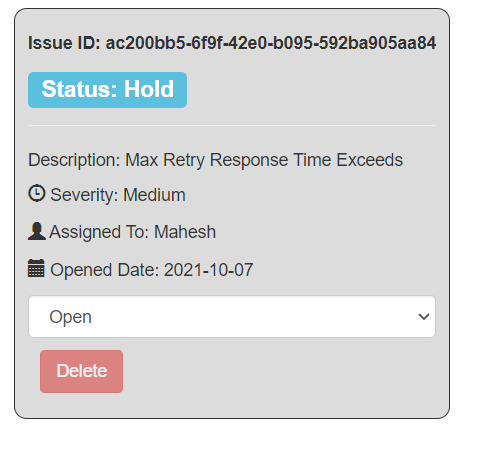 Issue ID: ac200bb5-6f9f-42e0-b095-592ba905aa84
Status: Hold
Description: Max Retry Response Time Exceeds
Severity: Medium
Assigned To: Mahesh
Opened Date: 2021-10-07
Open
Delete